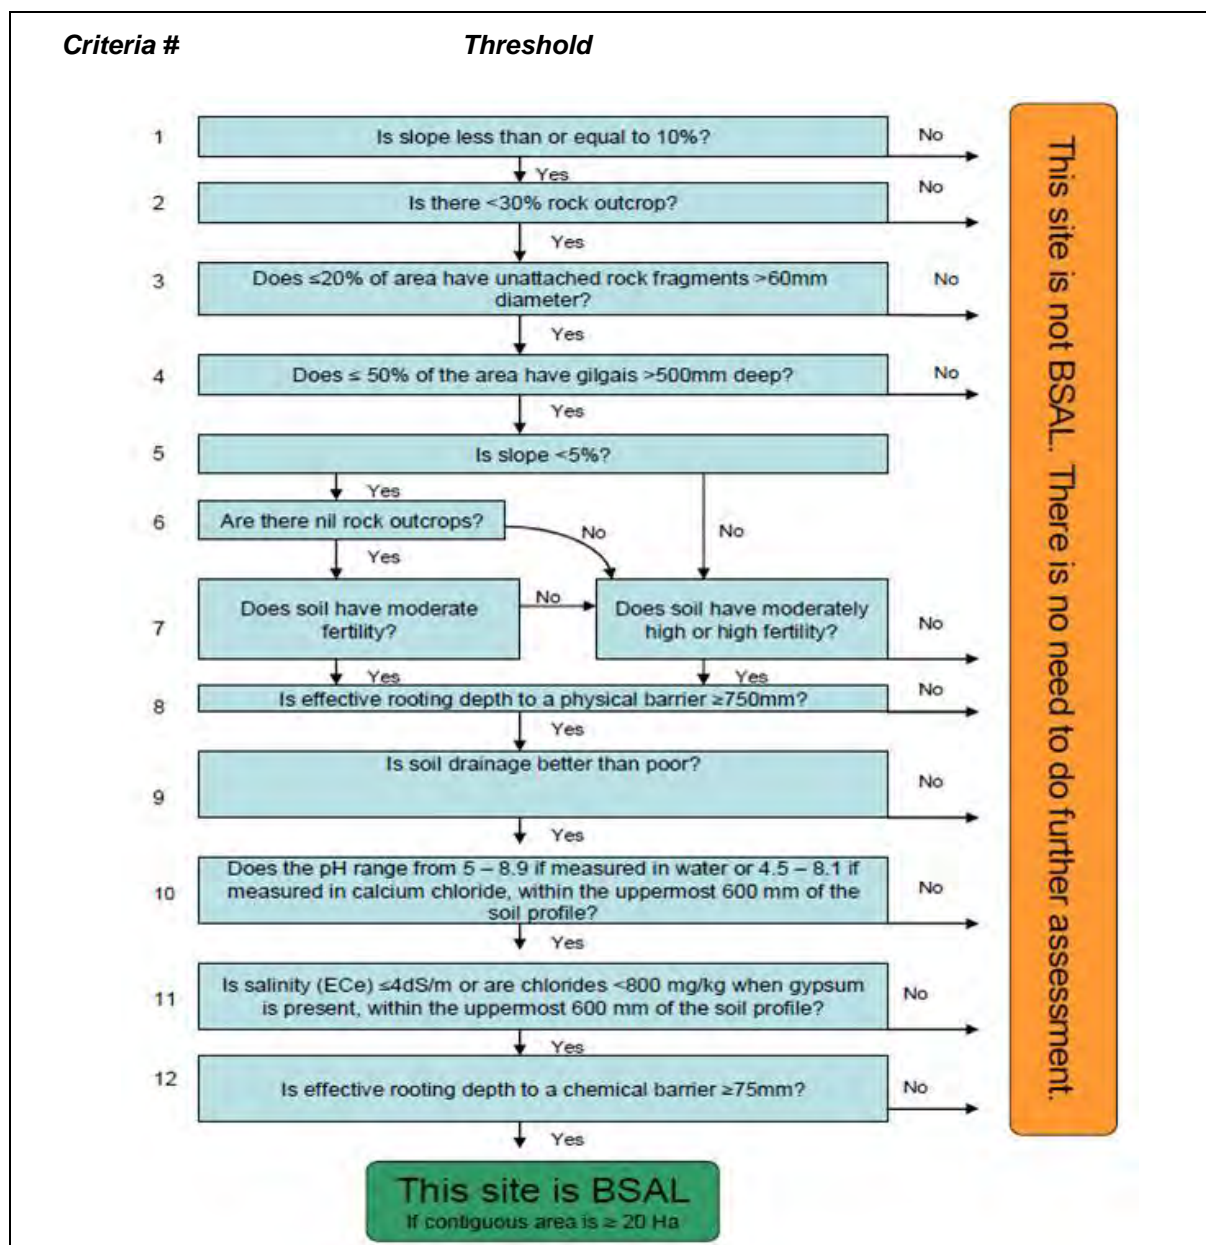 Criteria # Threshold
1 Is slope less than or equal to 10%? No
Yes
2 Is there <30% rock outcrop? No
Yes
3 Does ≤20% of area have unattached rock fragments >60mm No
diameter?
Yes
4 Does ≤ 50% of the area have gilgais >500mm deep? No
Yes
5 Is slope <5%?
Yes
6 Are there nil rock outcrops? No No
Yes
7 Does soil have moderate No Does soil have moderately No
fertility? high or high fertility?
Yes Yes
8 Is effective rooting depth to a physical barrier ≥750mm? No
Yes
9 Is soil drainage better than poor? No
Yes
10 Does the pH range from 5 – 8.9 if measured in water or 4.5 – 8.1 if No
measured in calcium chloride, within the uppermost 600 mm of the
soil profile?
Yes
11 Is salinity (ECe) ≤4dS/m or are chlorides <800 mg/kg when gypsum No
is present, within the uppermost 600 mm of the soil profile?
Yes
12 Is effective rooting depth to a chemical barrier ≥75mm? No
Yes
This site is BSAL
If contiguous area is ≥ 20 Ha
This site is not BSAL. There is no need to do further assessment.